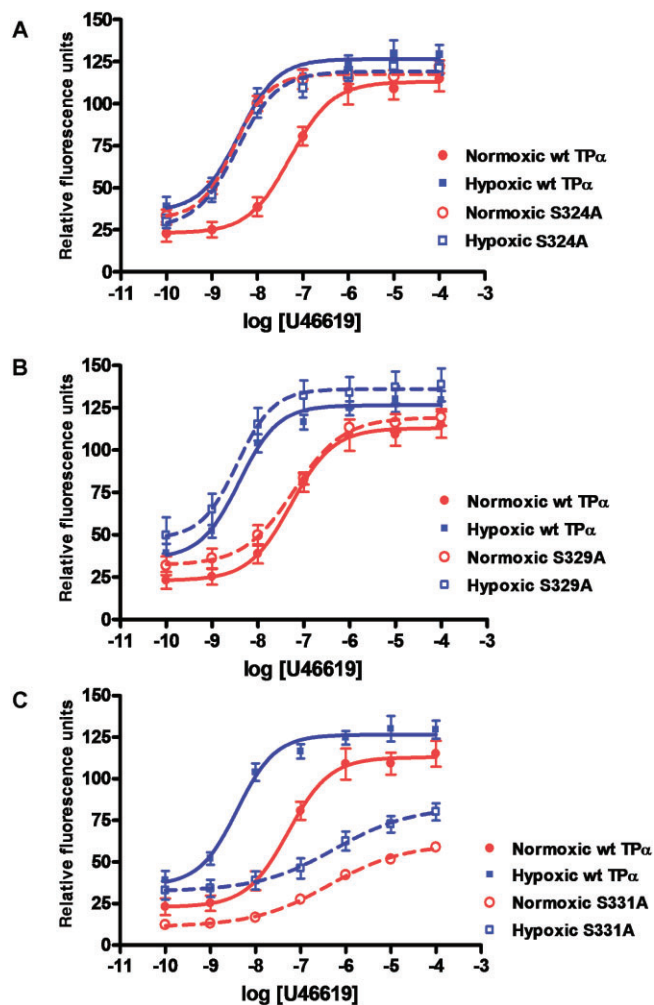 A
Relative fluorescence units
150
125
100
75
50
25
0
-11 -10 -9 -8 -7 -6 -5 -4 -3
log [U46619]
Normoxic wt TPα
Hypoxic wt TPα
Normoxic S324A
Hypoxic S324A
B
Relative fluorescence units
150
125
100
75
50
25
0
-11 -10 -9 -8 -7 -6 -5 -4 -3
log [U46619]
Normoxic wt TPα
Hypoxic wt TPα
Normoxic S329A
Hypoxic S329A
C
Relative fluorescence units
150
125
100
75
50
25
0
-11 -10 -9 -8 -7 -6 -5 -4 -3
log [U46619]
Normoxic wt TPα
Hypoxic wt TPα
Normoxic S331A
Hypoxic S331A